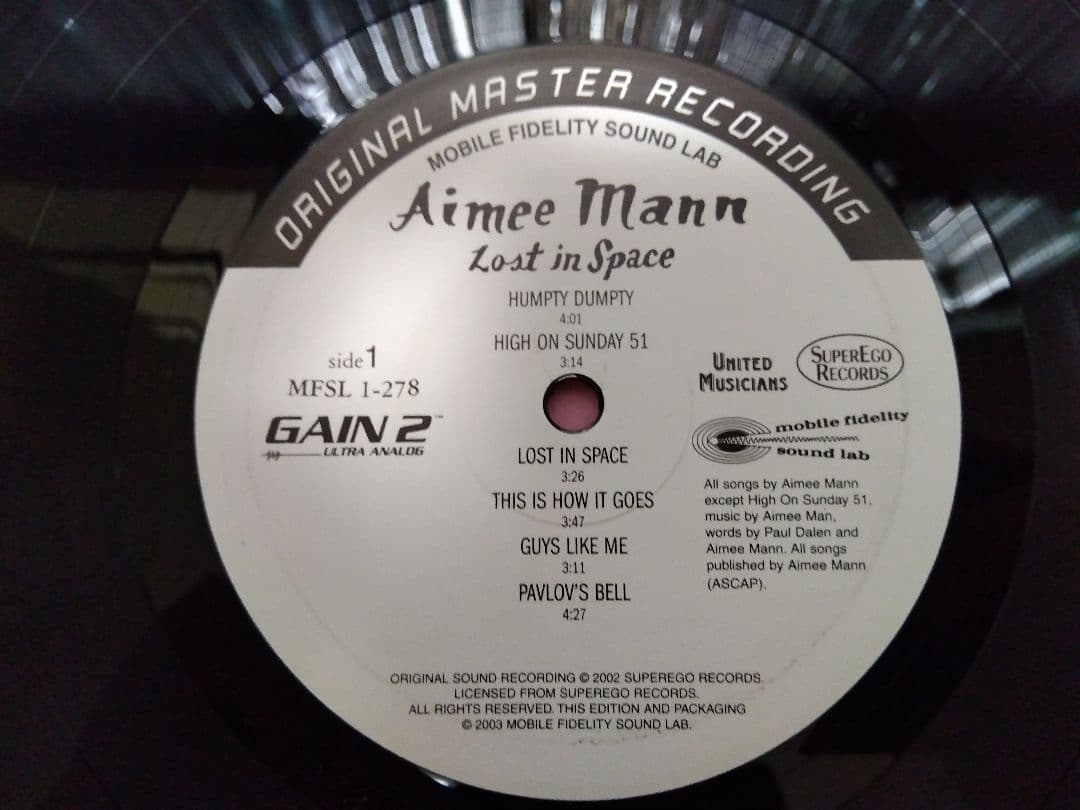 ORIGINAL MASTER RECORDING
MOBILE FIDELITY SOUND LAB
Aimee Mann
Lost in Space
HUMPTY DUMPTY
4:01
HIGH ON SUNDAY 51
3:14
side 1
MFSL 1-278
GAIN 2™
ULTRA ANALOG
UNITED
MUSICIANS
SUPEREGO
RECORDS
mobile fidelity
sound lab
LOST IN SPACE
3:26
THIS IS HOW IT GOES
3:47
GUYS LIKE ME
3:11
PAVLOV'S BELL
4:27
All songs by Aimee Mann
except High On Sunday 51,
music by Aimee Man,
words by Paul Dalen and
Aimee Mann. All songs
published by Aimee Mann
(ASCAP).
ORIGINAL SOUND RECORDING © 2002 SUPEREGO RECORDS.
LICENSED FROM SUPEREGO RECORDS.
ALL RIGHTS RESERVED. THIS EDITION AND PACKAGING
© 2003 MOBILE FIDELITY SOUND LAB.